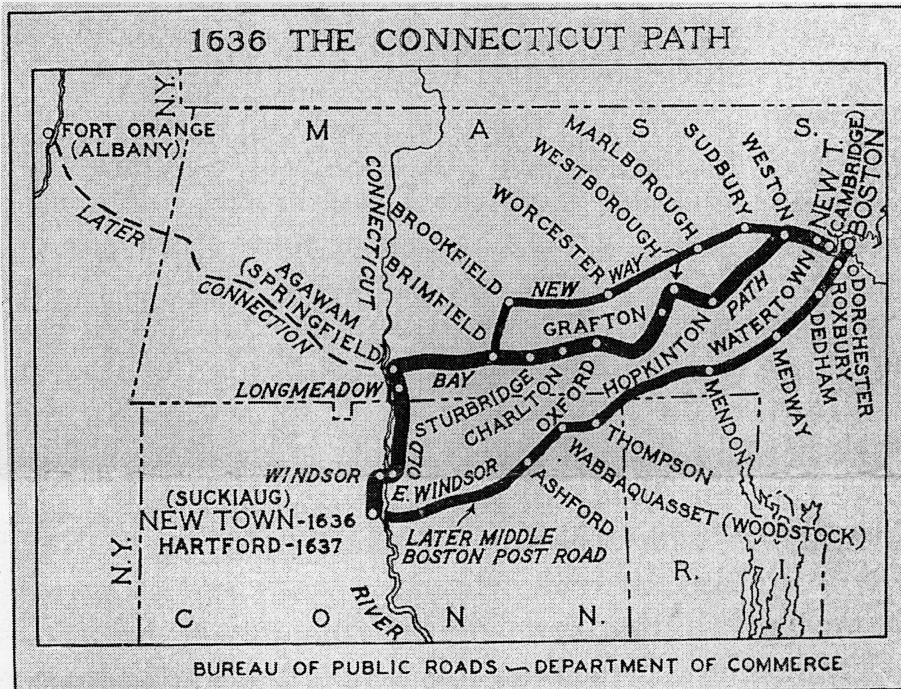 1636 THE CONNECTICUT PATH
N.Y.
M A S S.
FORT ORANGE
(ALBANY)
LATER
CONNECTION
CONNECTICUT
RIVER
AGAWAM
(SPRINGFIELD)
BRIMFIELD
BROOKFIELD
WORCESTER
WESTBOROUGH
MARLBOROUGH
SUDBURY
WESTON
NEW T.
(CAMBRIDGE)
BOSTON
NEW WAY
GRAFTON
HOPKINTON
PATH
WATERTOWN
DORCHESTER
ROXBURY
DEDHAM
MEDWAY
MENDON
BAY
LONGMEADOW
STURBRIDGE
CHARLTON
OXFORD
OLD
WINDSOR
E. WINDSOR
THOMPSON
WABBAQUASSET (WOODSTOCK)
ASHFORD
(SUCKIAUG)
NEW TOWN-1636
HARTFORD-1637
LATER MIDDLE
BOSTON POST ROAD
N.Y.
C O N N.
R. I.
BUREAU OF PUBLIC ROADS — DEPARTMENT OF COMMERCE